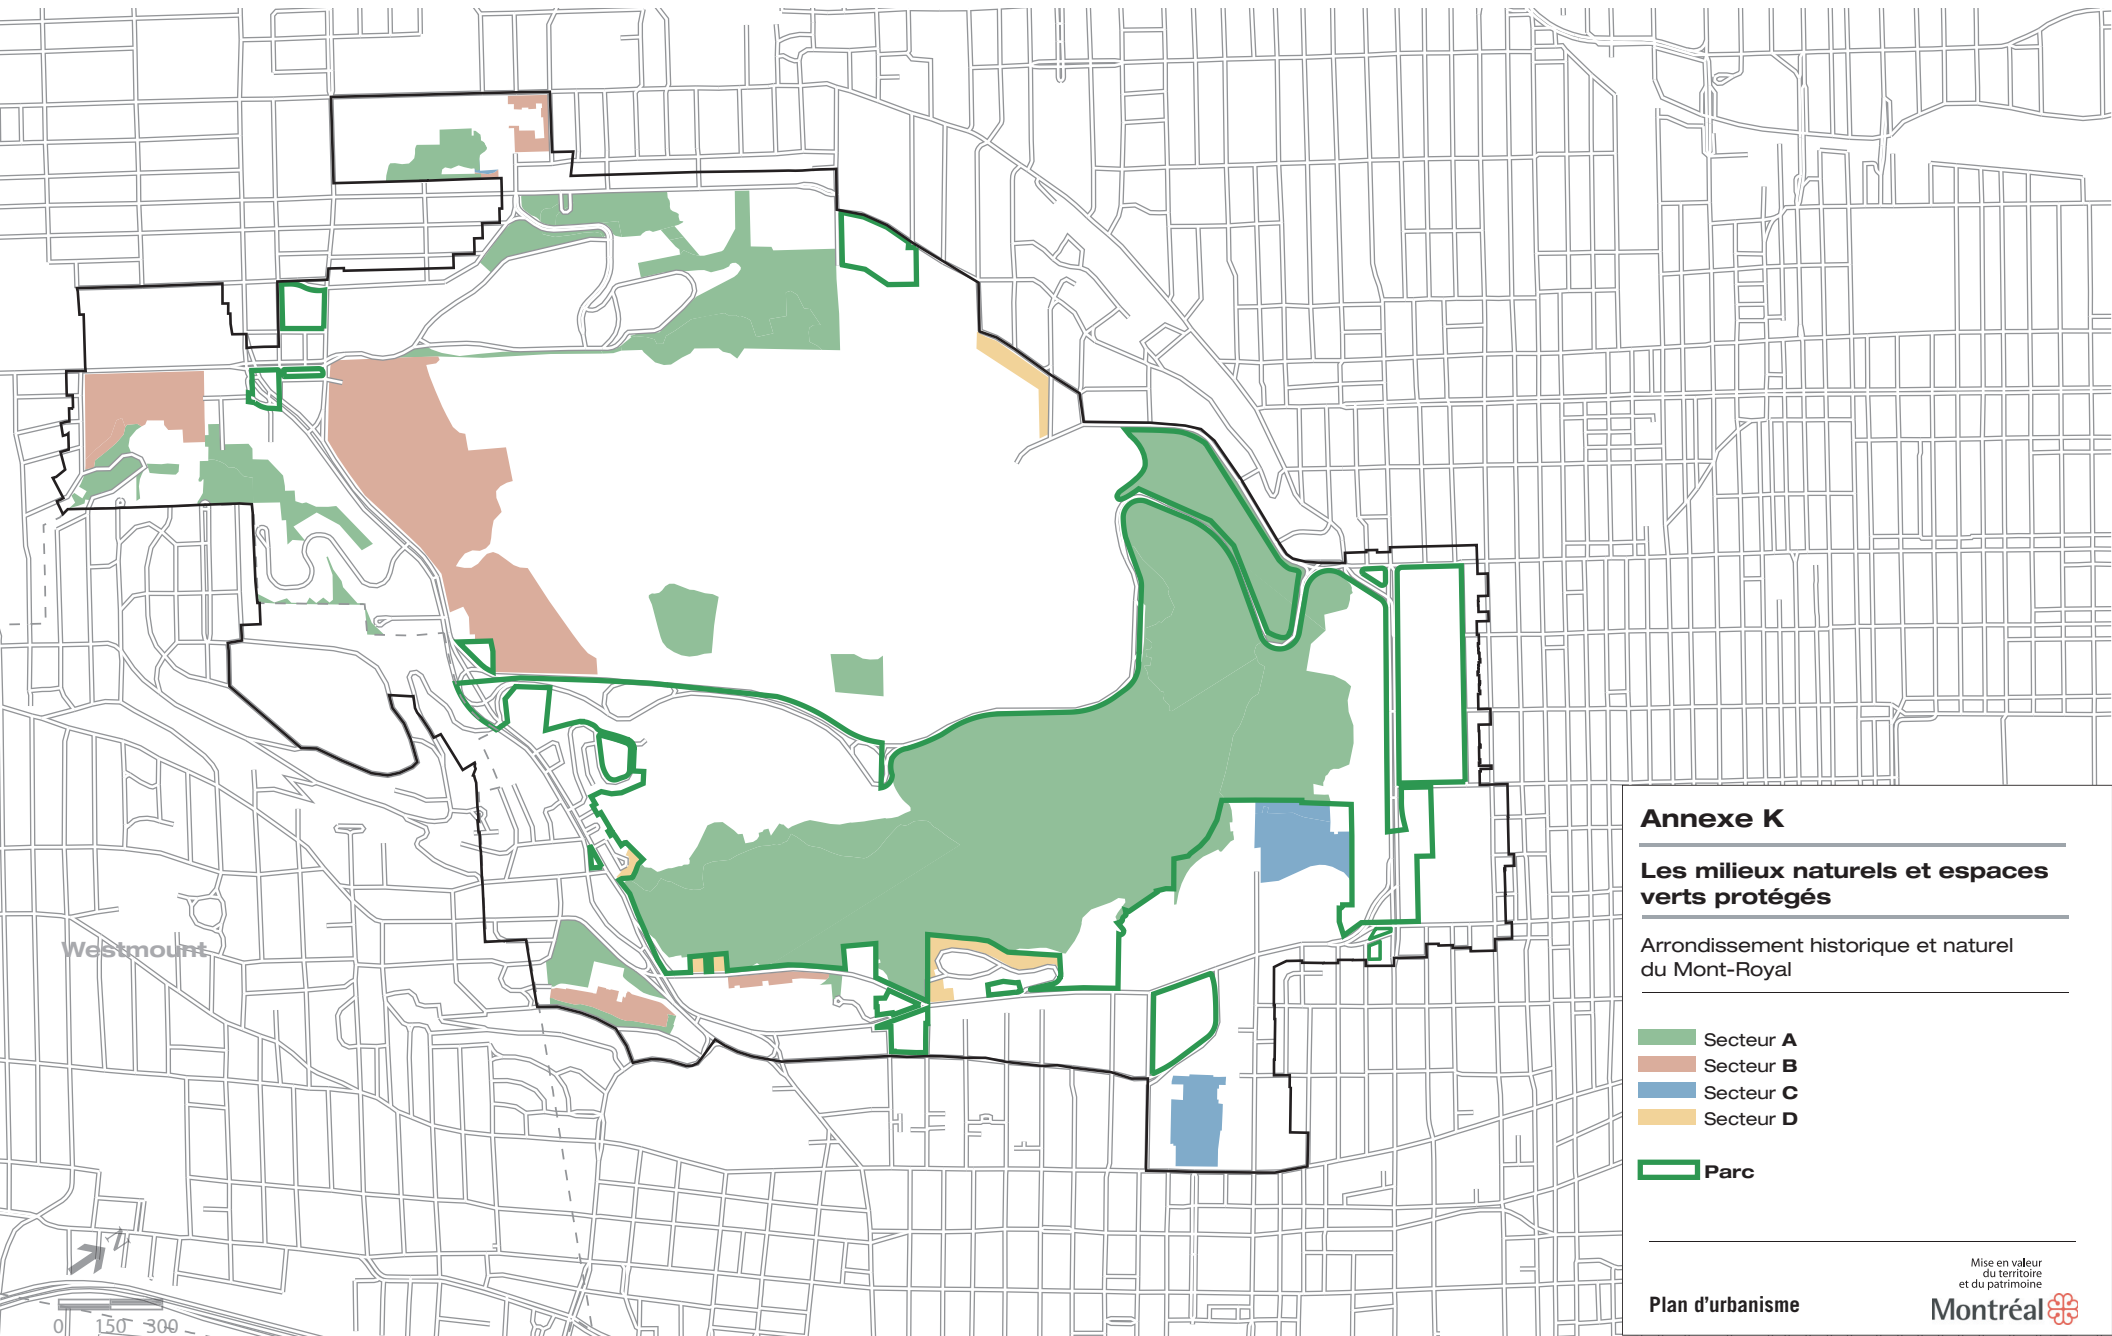 Annexe K
Les milieux naturels et espaces
verts protégés
Arrondissement historique et naturel
du Mont-Royal
Secteur A
Secteur B
Secteur C
Secteur D
Parc
Mise en valeur
du territoire
et du patrimoine
Plan d'urbanisme
Montréal
Westmount
N
0 150 300